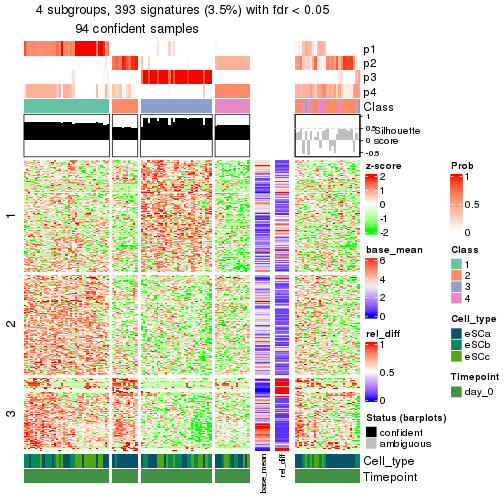 4 subgroups, 393 signatures (3.5%) with fdr < 0.05
94 confident samples
p1
p2
p3
p4
Class
1
0.5
0
-0.5
Silhouette
score
1
2
3
Cell_type
Timepoint
base_mean
rel_diff
z-score
2
1
0
-1
-2
base_mean
6
4
2
0
rel_diff
1
0.5
0
Status (barplots)
confident
ambiguous
Prob
1
0.5
0
Class
1
2
3
4
Cell_type
eSCa
eSCb
eSCc
Timepoint
day_0